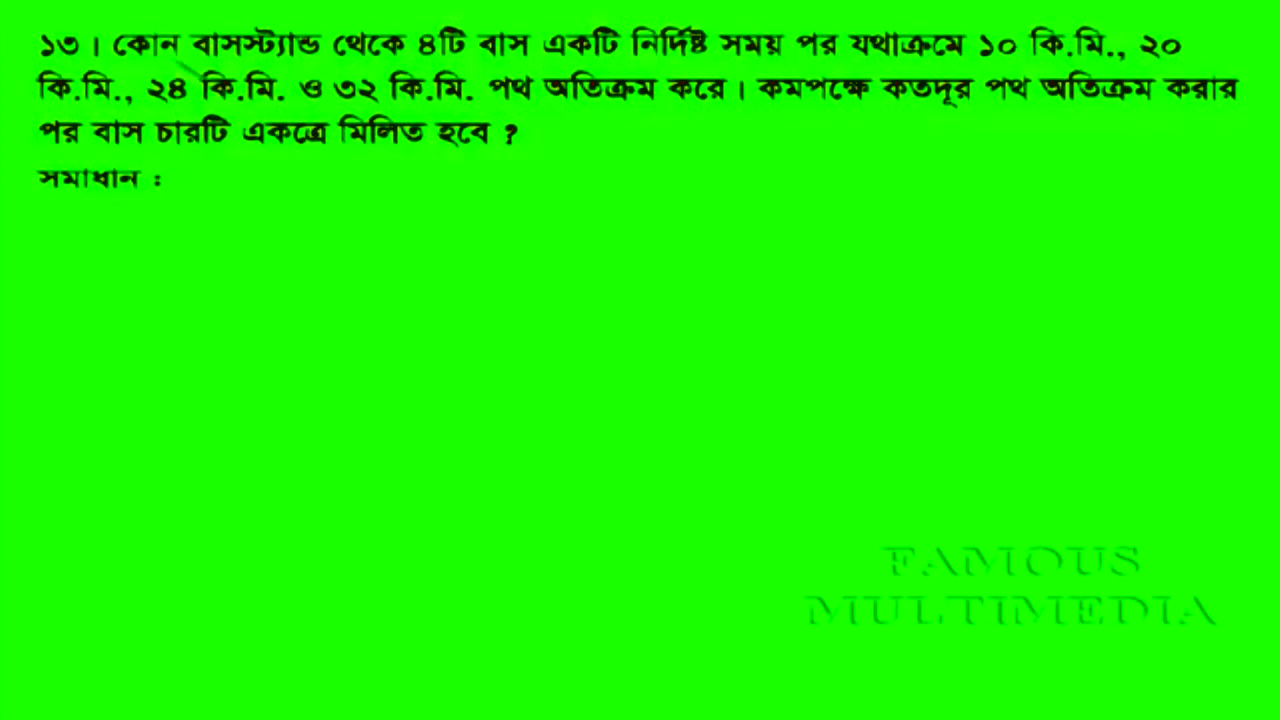 ১৩। কোন বাসস্ট্যান্ড থেকে ৪টি বাস একটি নির্দিষ্ট সময় পর যথাক্রমে ১০ কি.মি., ২০
কি.মি., ২৪ কি.মি. ও ৩২ কি.মি. পথ অতিক্রম করে। কমপক্ষে কতদূর পথ অতিক্রম করার
পর বাস চারটি একত্রে মিলিত হবে ?
সমাধান :
FAMOUS
MULTIMEDIA